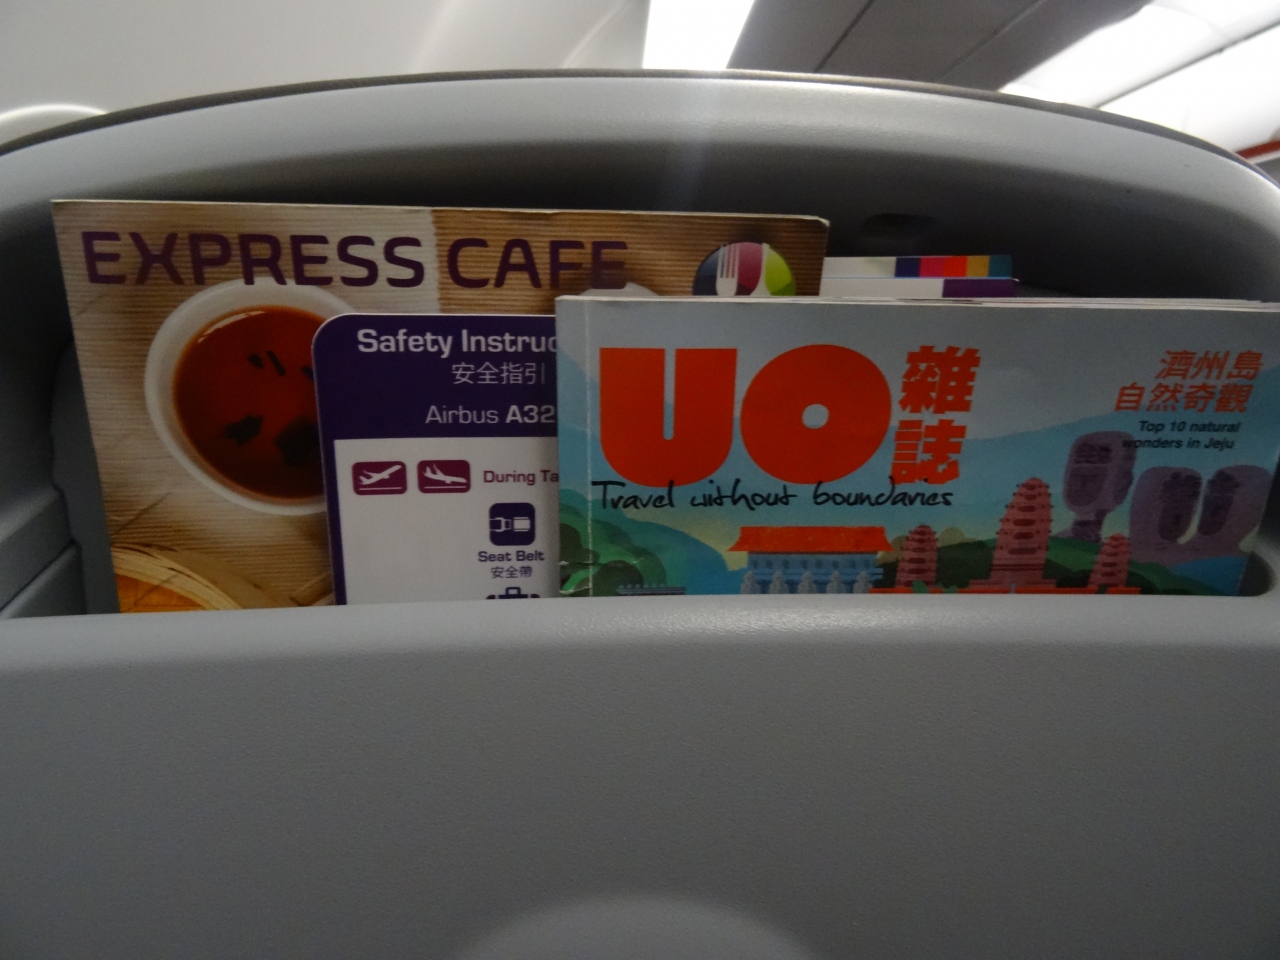 EXPRESS CAFE
Safety Instruc
安全指引
Airbus A32
During Ta
Seat Belt
安全帶
UO 雜誌
Travel without boundaries
濟州島
自然奇觀
Top 10 natural
wonders in Jeju